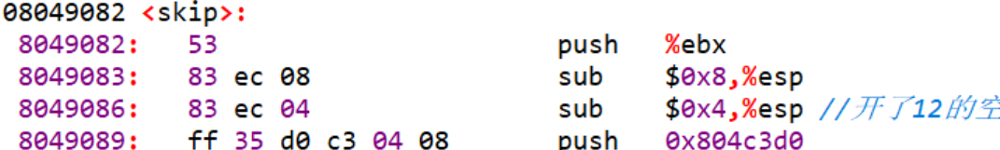 08049082 <skip>:
8049082: 53 push %ebx
8049083: 83 ec 08 sub $0x8,%esp
8049086: 83 ec 04 sub $0x4,%esp //开了12的空
8049089: ff 35 d0 c3 04 08 push 0x804c3d0